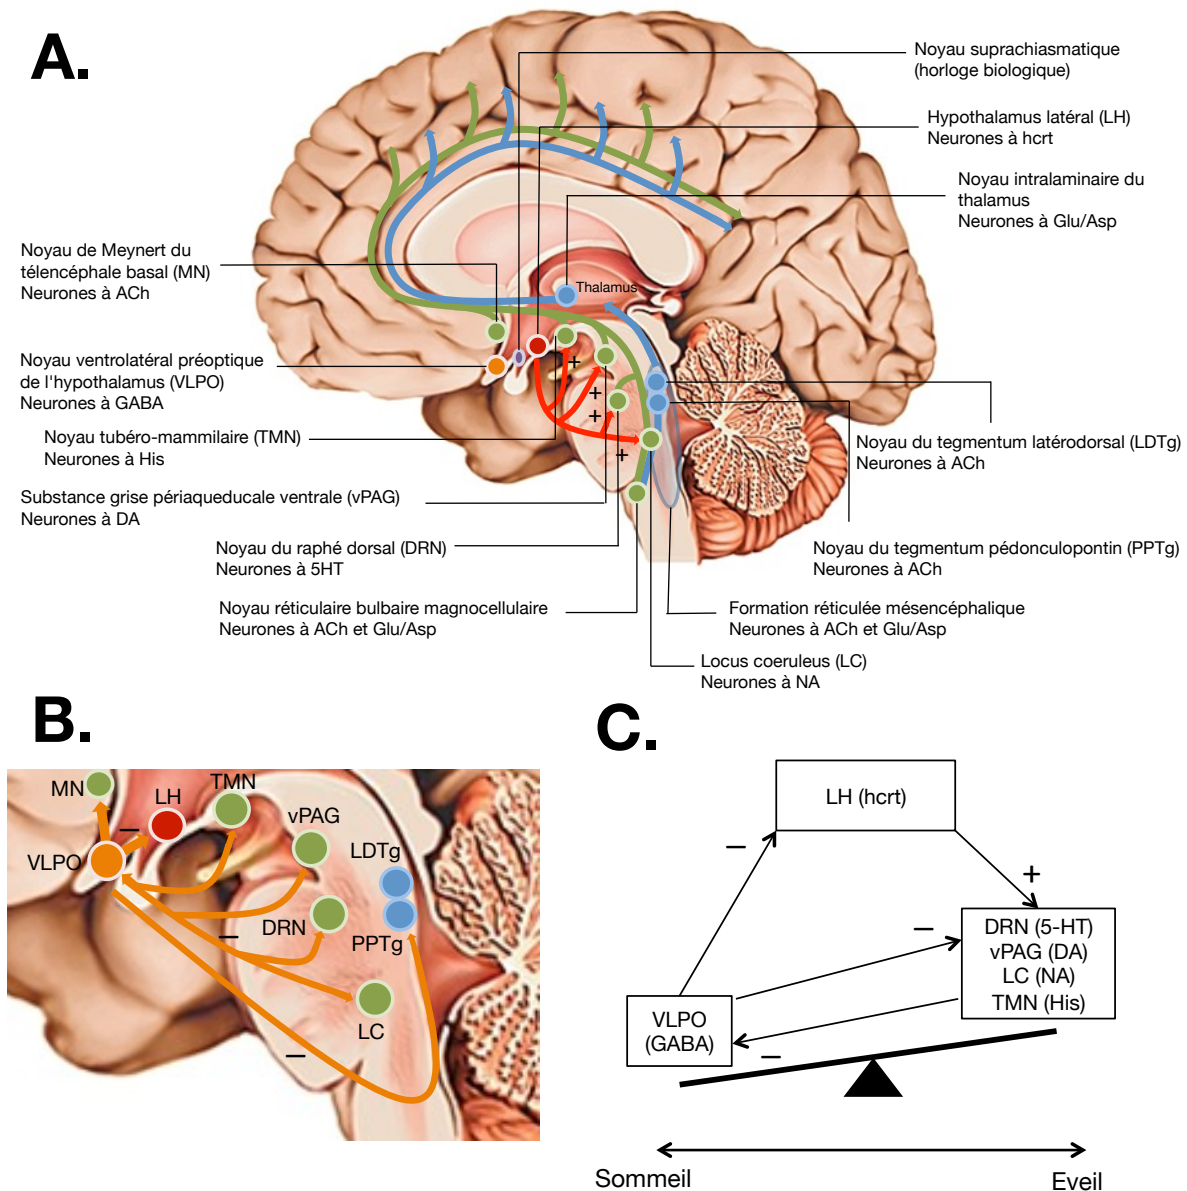 A.
Noyau suprachiasmatique
(horloge biologique)
Hypothalamus latéral (LH)
Neurones à hcrt
Noyau intralaminaire du
thalamus
Neurones à Glu/Asp
Noyau de Meynert du
télencéphale basal (MN)
Neurones à ACh
Thalamus
Noyau ventrolatéral préoptique
de l'hypothalamus (VLPO)
Neurones à GABA
+
+
+
+
Noyau tubéro-mammilaire (TMN)
Neurones à His
Noyau du tegmentum latérodorsal (LDTg)
Neurones à ACh
Substance grise périaqueducale ventrale (vPAG)
Neurones à DA
Noyau du raphé dorsal (DRN)
Neurones à 5HT
Noyau du tegmentum pédonculopontin (PPTg)
Neurones à ACh
Noyau réticulaire bulbaire magnocellulaire
Neurones à ACh et Glu/Asp
Formation réticulée mésencéphalique
Neurones à ACh et Glu/Asp
Locus coeruleus (LC)
Neurones à NA
B.
MN
LH
TMN
–
vPAG
VLPO
LDTg
DRN
–
PPTg
LC
–
C.
LH (hcrt)
–
+
–
DRN (5-HT)
vPAG (DA)
LC (NA)
TMN (His)
VLPO
(GABA)
–
Sommeil
Eveil